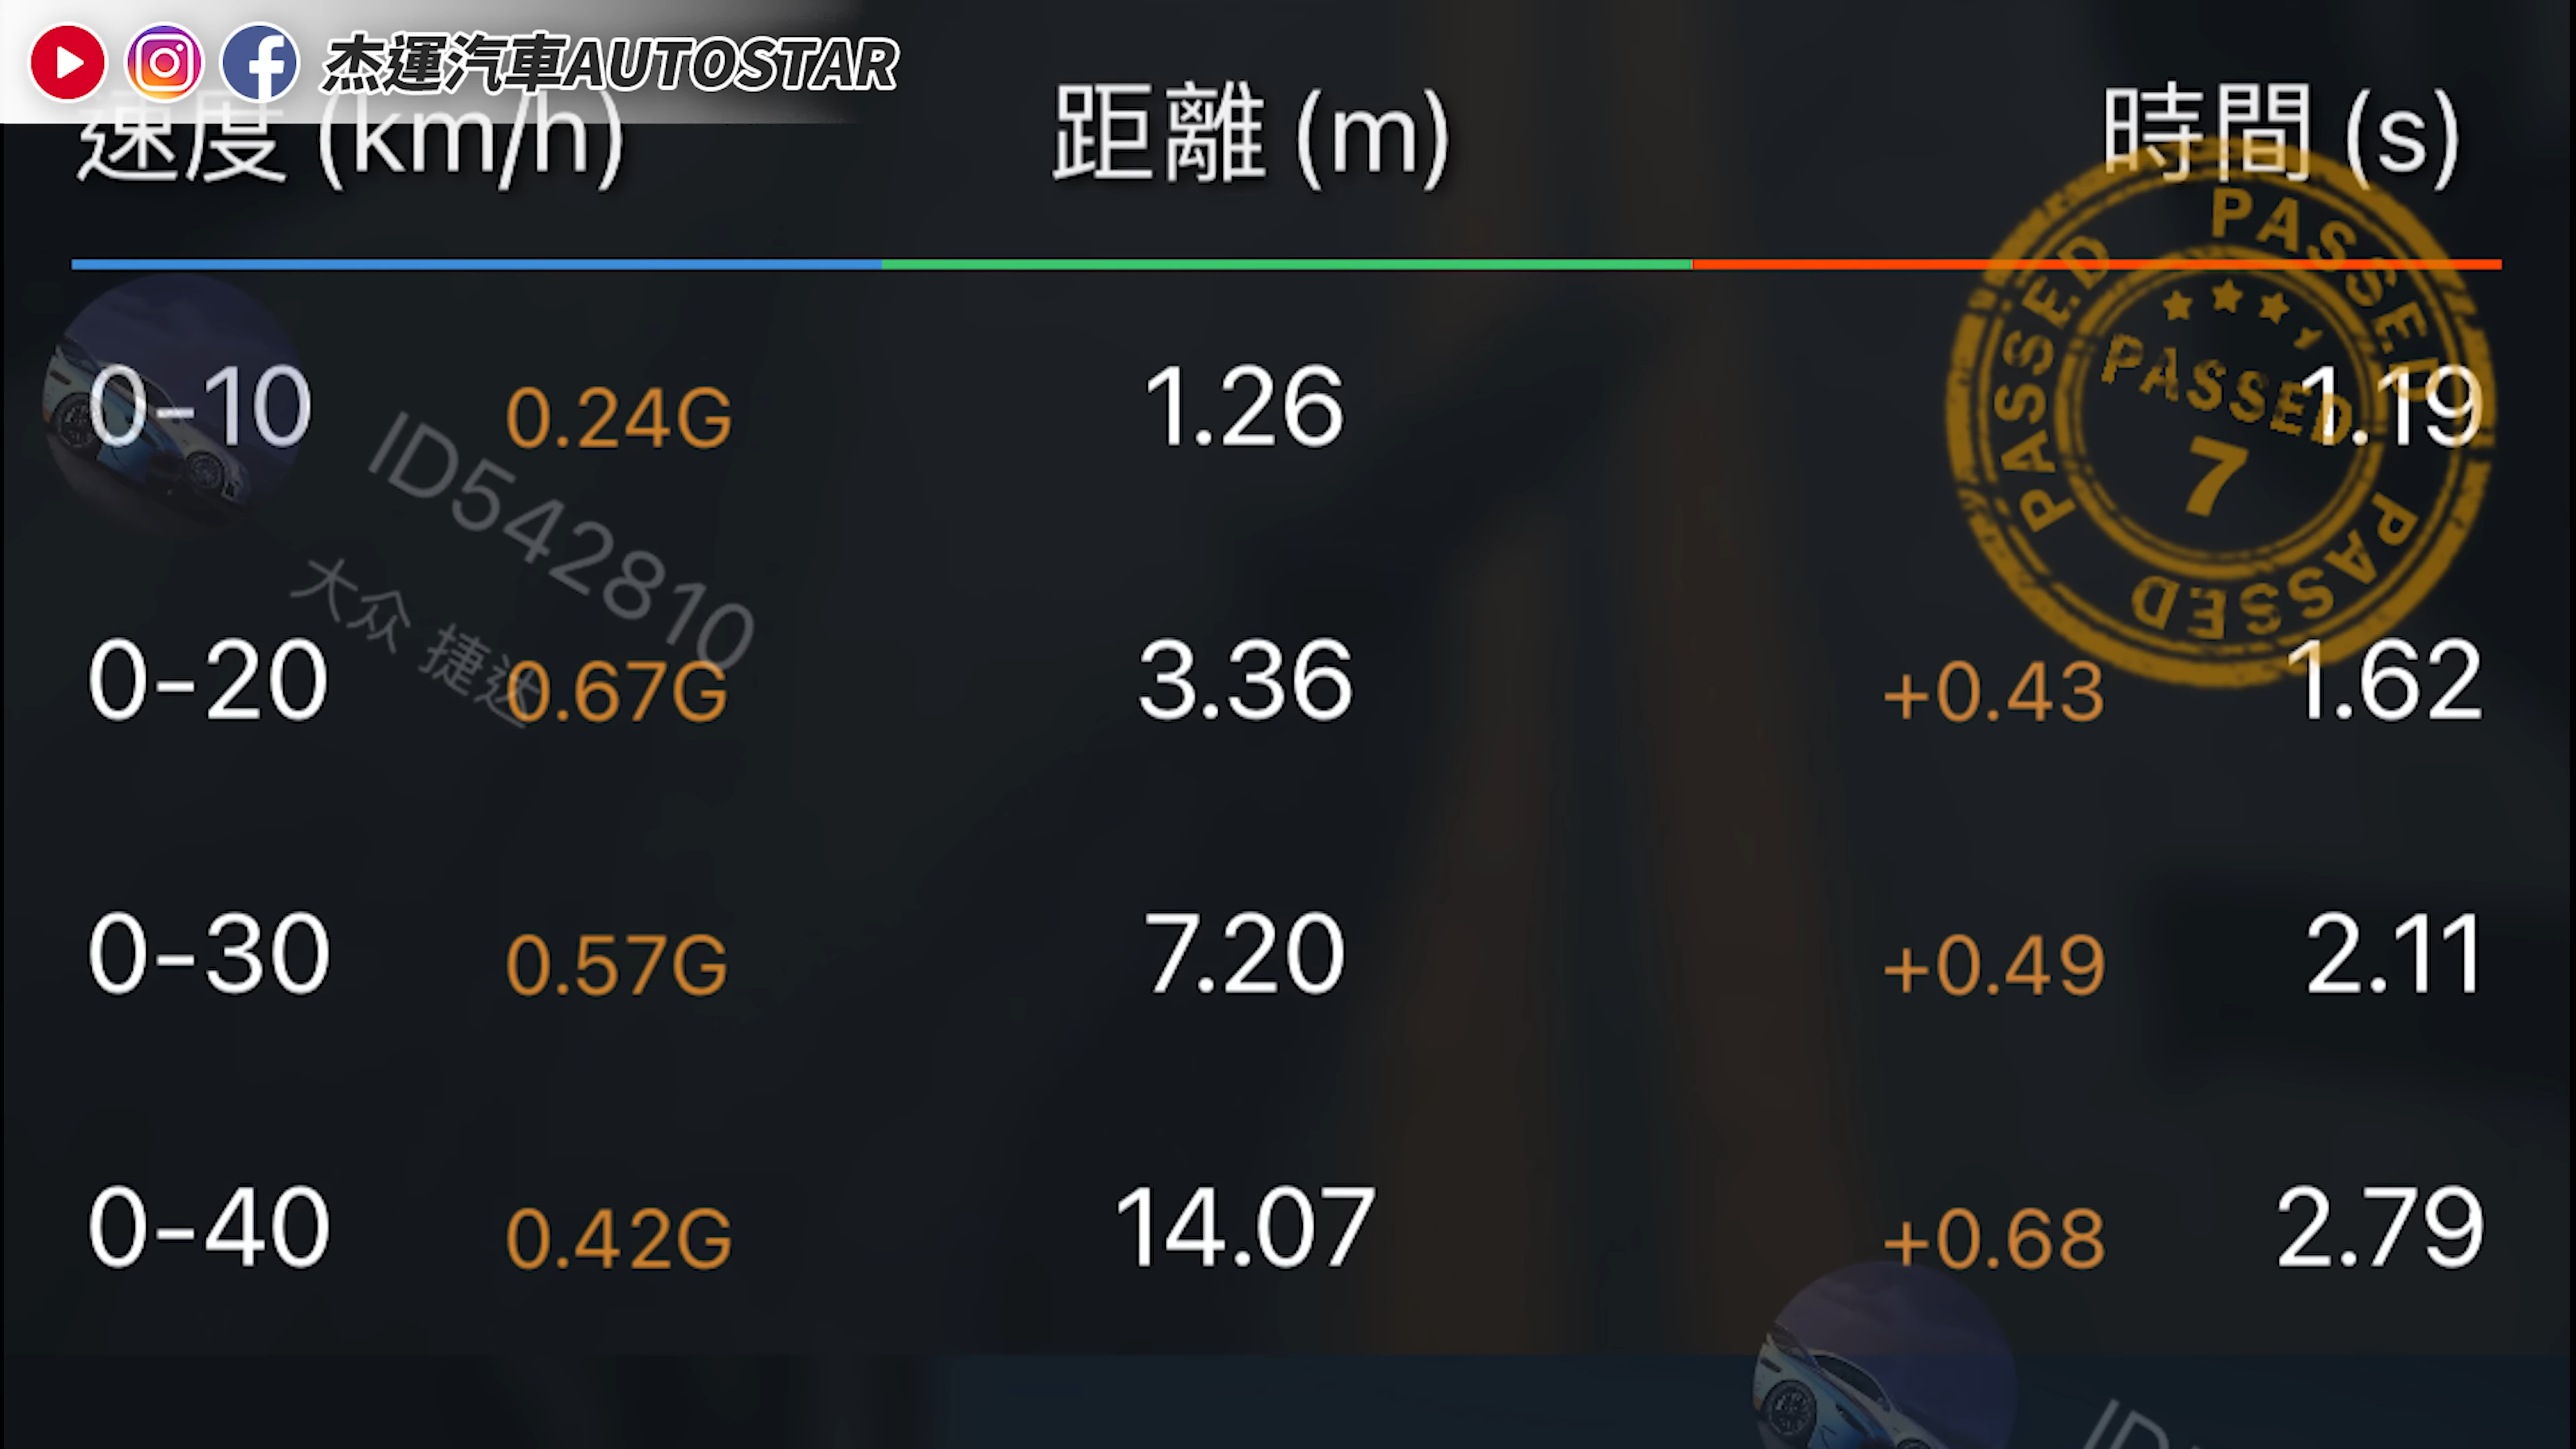 杰運汽車AUTOSTAR
速度 (km/h) 距離 (m) 時間 (s)
PASSED PASSED PASSED PASSED
PASSED
7
0-10 0.24G 1.26 1.19
ID542810
大众 捷达
0-20 0.67G 3.36 +0.43 1.62
0-30 0.57G 7.20 +0.49 2.11
0-40 0.42G 14.07 +0.68 2.79